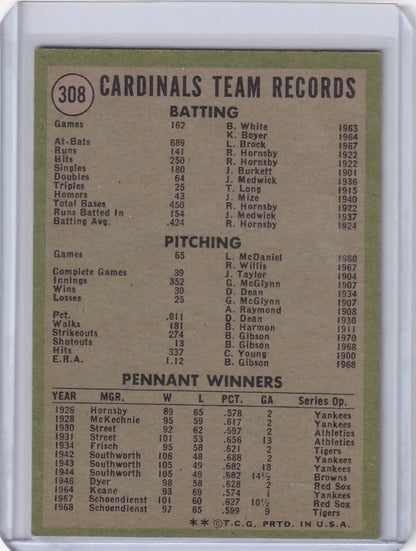 308
CARDINALS TEAM RECORDS
BATTING
Games 162 B. White 1963
K. Boyer 1964
At-Bats 689 L. Brock 1967
Runs 141 R. Hornsby 1922
Hits 250 R. Hornsby 1922
Singles 180 J. Burkett 1901
Doubles 64 J. Medwick 1936
Triples 25 T. Long 1915
Homers 43 J. Mize 1940
Total Bases 450 R. Hornsby 1922
Runs Batted In 154 J. Medwick 1937
Batting Avg. .424 R. Hornsby 1924
PITCHING
Games 65 L. McDaniel 1960
R. Willis 1967
Complete Games 39 J. Taylor 1904
Innings 352 G. McGlynn 1907
Wins 30 D. Dean 1934
Losses 25 G. McGlynn 1907
A. Raymond 1908
Pct. .811 D. Dean 1930
Walks 181 B. Harmon 1911
Strikeouts 274 B. Gibson 1970
Shutouts 13 B. Gibson 1968
Hits 337 C. Young 1900
E.R.A. 1.12 B. Gibson 1968
PENNANT WINNERS
YEAR MGR. W L PCT. GA Series Op.
1926 Hornsby 89 65 .578 2 Yankees
1928 McKechnie 95 59 .617 2 Yankees
1930 Street 92 62 .597 2 Athletics
1931 Street 101 53 .656 13 Athletics
1934 Frisch 95 58 .621 2 Tigers
1942 Southworth 106 48 .688 2 Yankees
1943 Southworth 105 49 .682 18 Yankees
1944 Southworth 105 49 .682 14½ Browns
1946 Dyer 98 58 .628 2 Red Sox
1964 Keane 93 69 .574 1 Yankees
1967 Schoendienst 101 60 .627 10½ Red Sox
1968 Schoendienst 97 65 .599 9 Tigers
** © T.C.G. PRTD. IN U.S.A.